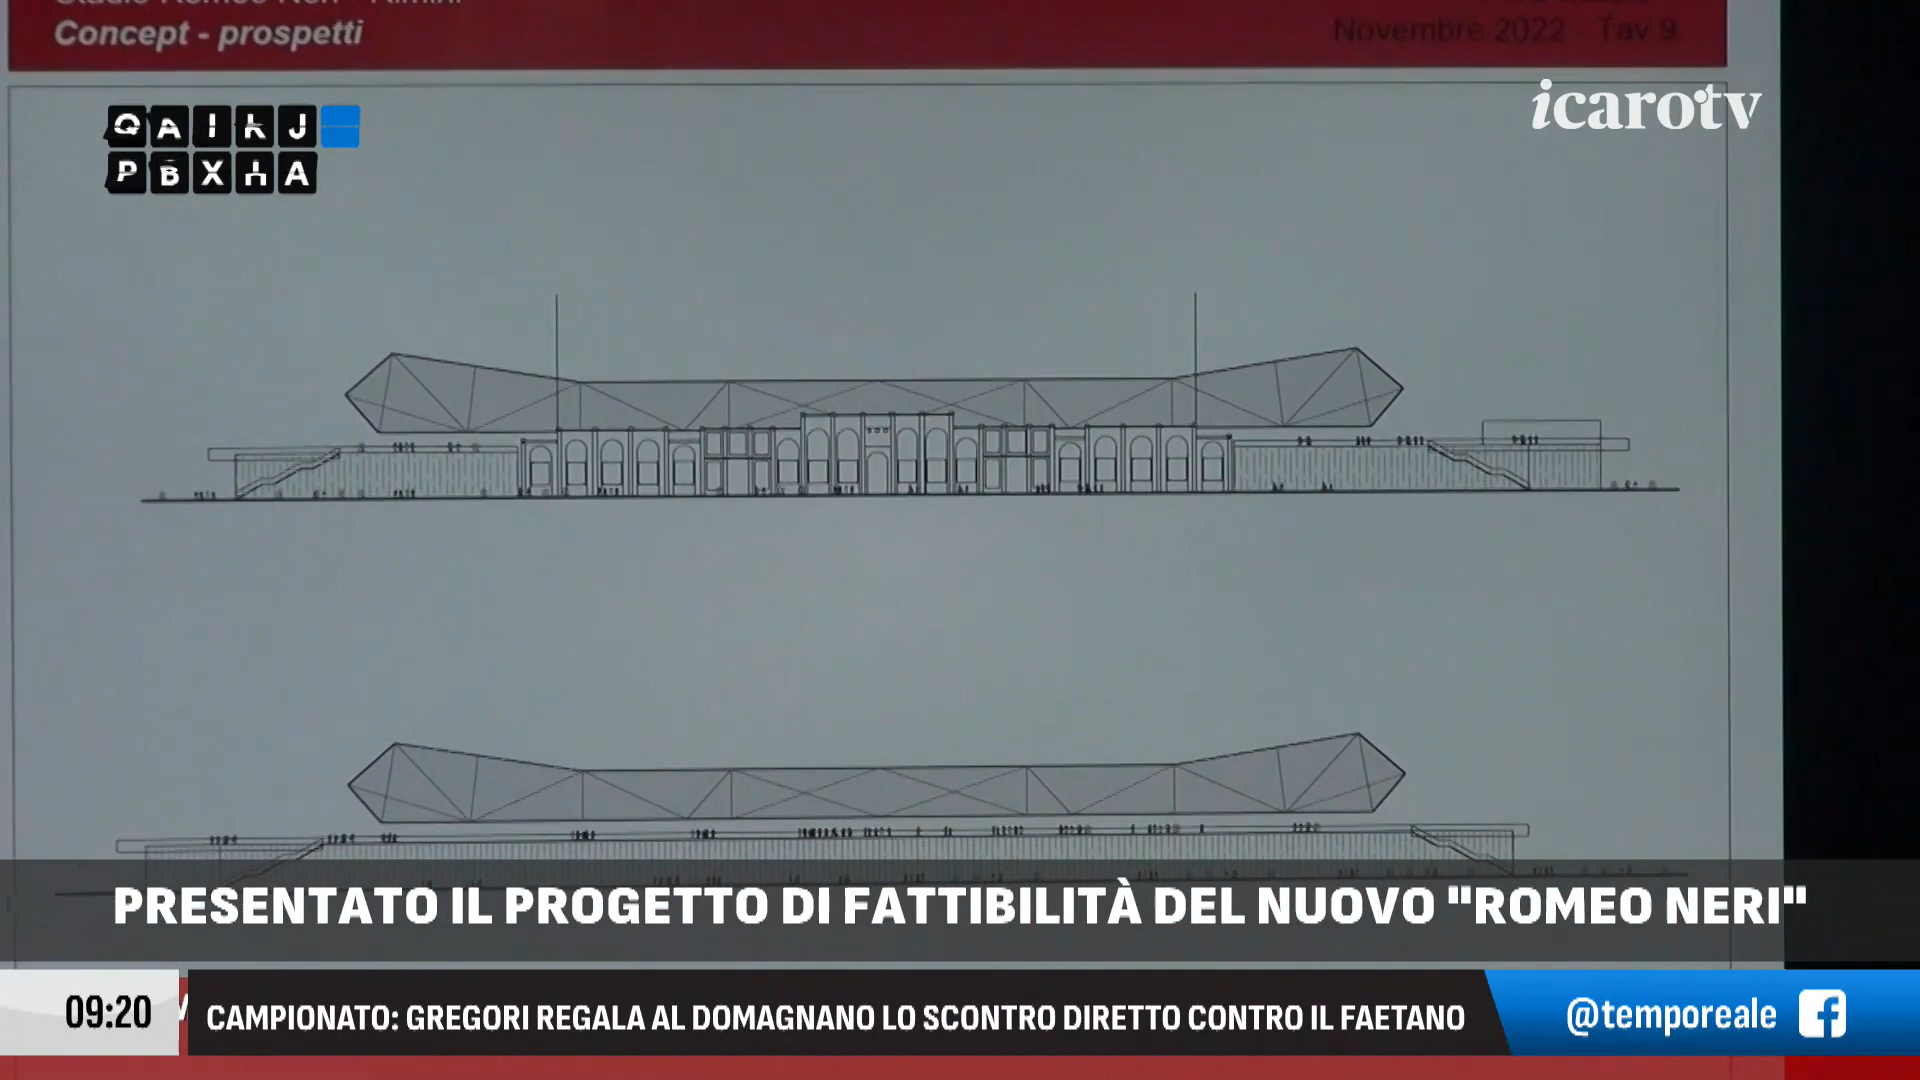 Concept - prospetti
Novembre 2022 - Tav 9
icarotv
PRESENTATO IL PROGETTO DI FATTIBILITÀ DEL NUOVO "ROMEO NERI"
09:20
CAMPIONATO: GREGORI REGALA AL DOMAGNANO LO SCONTRO DIRETTO CONTRO IL FAETANO
@temporeale